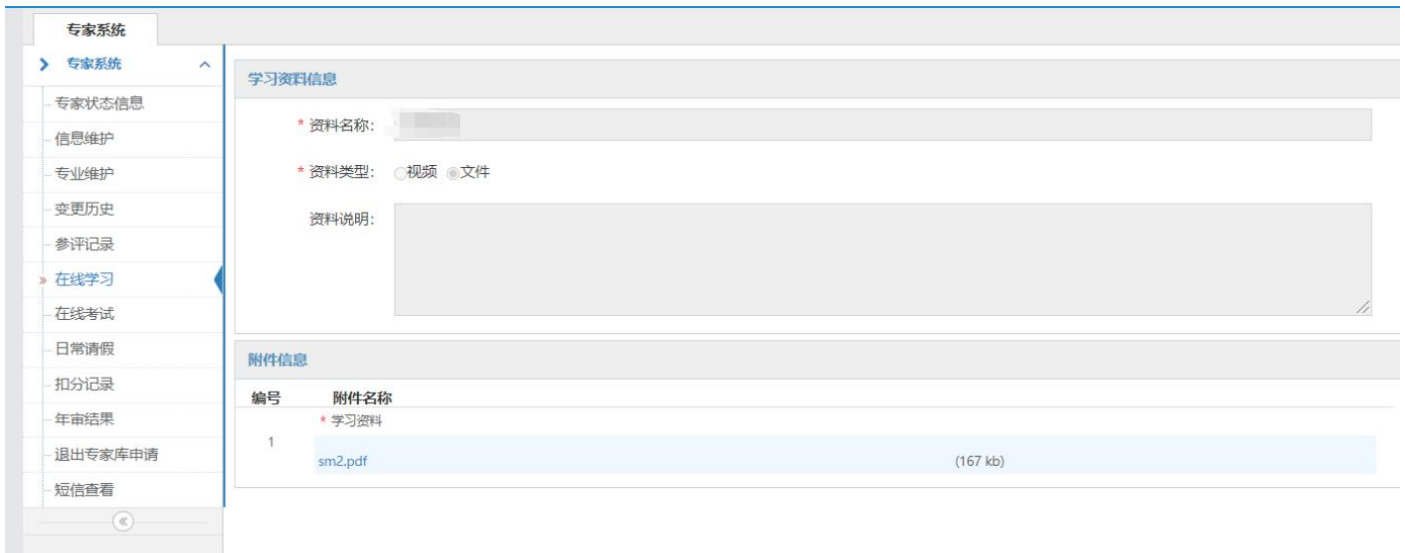 专家系统
专家系统
专家状态信息
信息维护
专业维护
变更历史
参评记录
在线学习
在线考试
日常请假
扣分记录
年审结果
退出专家库申请
短信查看
学习资料信息
* 资料名称:
* 资料类型: 视频 文件
资料说明:
附件信息
编号 附件名称
* 学习资料
1
sm2.pdf (167 kb)